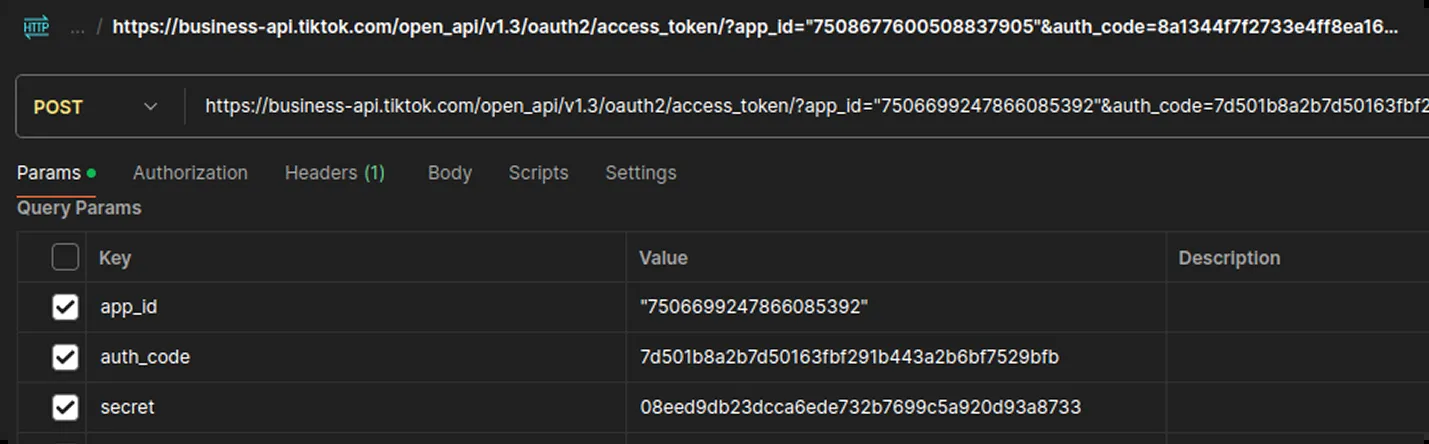 HTTP ... / https://business-api.tiktok.com/open_api/v1.3/oauth2/access_token/?app_id="7508677600508837905"&auth_code=8a1344f7f2733e4ff8ea16...
POST https://business-api.tiktok.com/open_api/v1.3/oauth2/access_token/?app_id="7506699247866085392"&auth_code=7d501b8a2b7d50163fbf2
Params Authorization Headers (1) Body Scripts Settings
Query Params
Key Value Description
app_id "7506699247866085392"
auth_code 7d501b8a2b7d50163fbf291b443a2b6bf7529bfb
secret 08eed9db23dcca6ede732b7699c5a920d93a8733